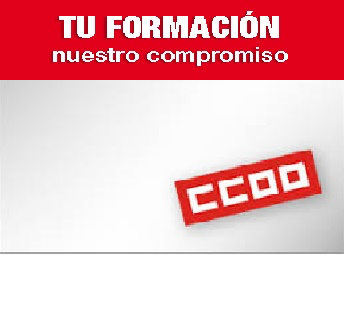 TU FORMACIÓN
nuestro compromiso
CCOO